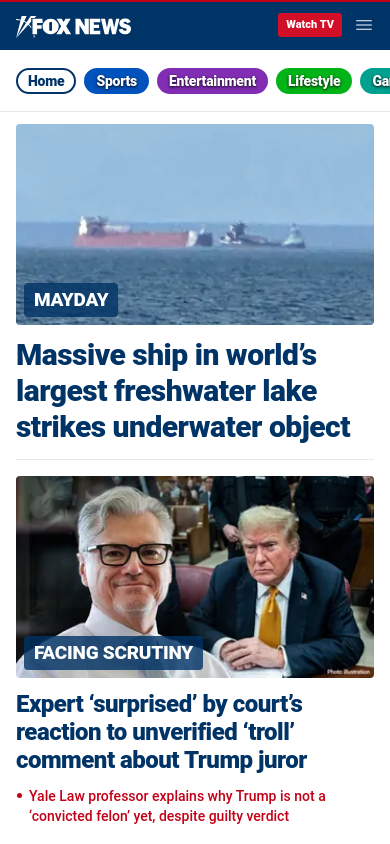 FOX NEWS
Watch TV
Home
Sports
Entertainment
Lifestyle
Ga
MAYDAY
Massive ship in world’s
largest freshwater lake
strikes underwater object
FACING SCRUTINY
Photo Illustration
Expert ‘surprised’ by court’s
reaction to unverified ‘troll’
comment about Trump juror
• Yale Law professor explains why Trump is not a
‘convicted felon’ yet, despite guilty verdict